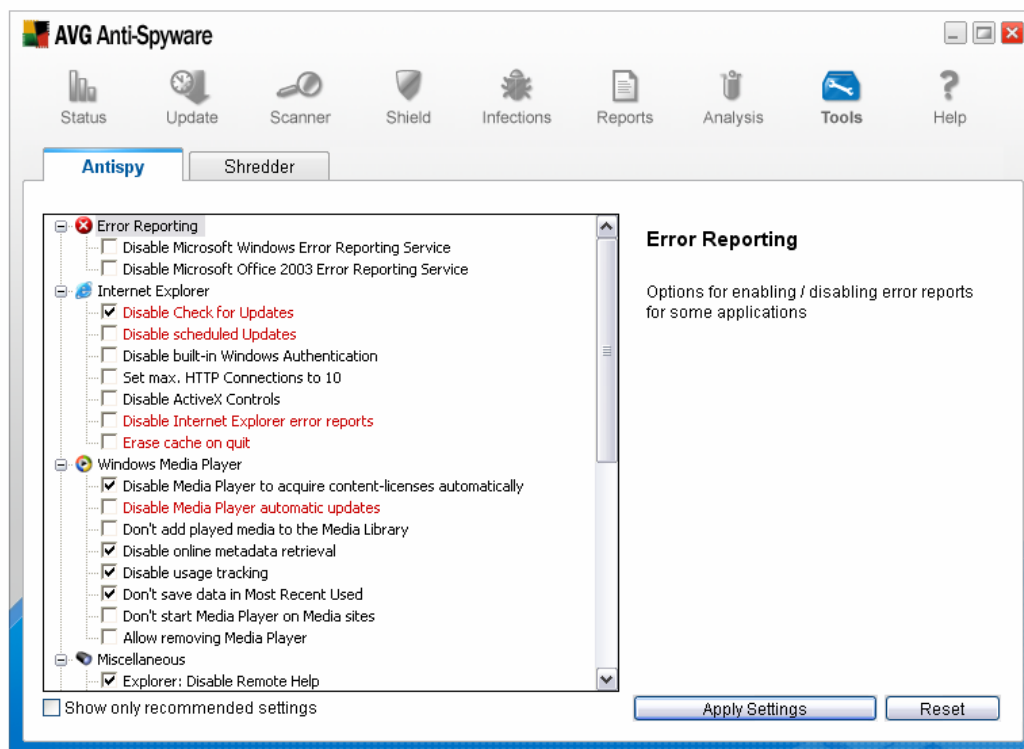 AVG Anti-Spyware
Status Update Scanner Shield Infections Reports Analysis Tools Help
Antispy Shredder
Error Reporting
Disable Microsoft Windows Error Reporting Service
Disable Microsoft Office 2003 Error Reporting Service
Internet Explorer
Disable Check for Updates
Disable scheduled Updates
Disable built-in Windows Authentication
Set max. HTTP Connections to 10
Disable ActiveX Controls
Disable Internet Explorer error reports
Erase cache on quit
Windows Media Player
Disable Media Player to acquire content-licenses automatically
Disable Media Player automatic updates
Don't add played media to the Media Library
Disable online metadata retrieval
Disable usage tracking
Don't save data in Most Recent Used
Don't start Media Player on Media sites
Allow removing Media Player
Miscellaneous
Explorer: Disable Remote Help
Show only recommended settings
Error Reporting
Options for enabling / disabling error reports
for some applications
Apply Settings Reset